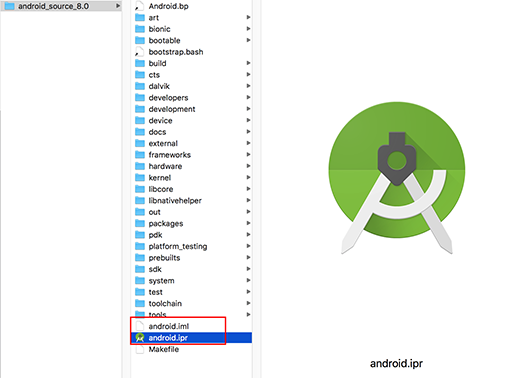 android_source_8.0
Android.bp
art
bionic
bootable
bootstrap.bash
build
cts
dalvik
developers
development
device
docs
external
frameworks
hardware
kernel
libcore
libnativehelper
out
packages
pdk
platform_testing
prebuilts
sdk
system
test
toolchain
tools
android.iml
android.ipr
Makefile
android.ipr